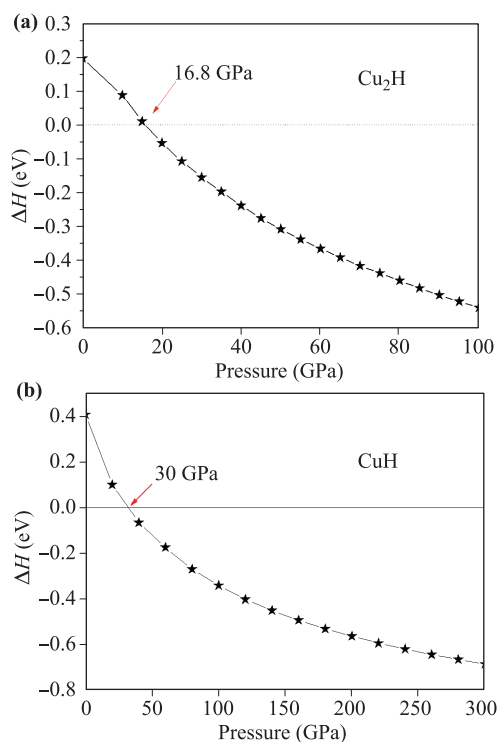 (a)
0.3
0.2
16.8 GPa
Cu₂H
0.1
0.0
−0.1
−0.2
−0.3
−0.4
−0.5
−0.6
ΔH (eV)
0 20 40 60 80 100
Pressure (GPa)
(b)
0.4
CuH
30 GPa
0.2
0.0
−0.2
−0.4
−0.6
−0.8
ΔH (eV)
0 50 100 150 200 250 300
Pressure (GPa)